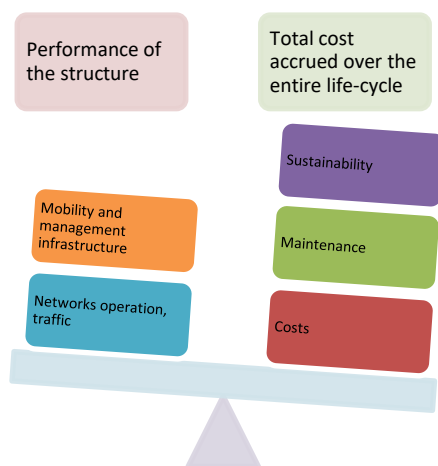 Performance of
the structure
Total cost
accrued over the
entire life-cycle
Sustainability
Mobility and
management
infrastructure
Maintenance
Networks operation,
traffic
Costs